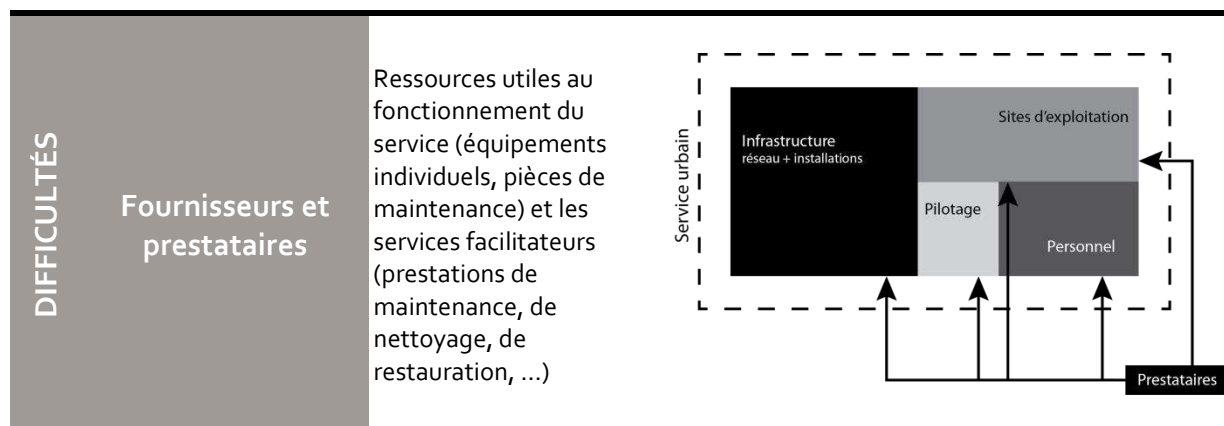 DIFFICULTÉS
Fournisseurs et
prestataires
Ressources utiles au
fonctionnement du
service (équipements
individuels, pièces de
maintenance) et les
services facilitateurs
(prestations de
maintenance, de
nettoyage, de
restauration, ...)
Service urbain
Infrastructure
réseau + installations
Sites d'exploitation
Pilotage
Personnel
Prestataires